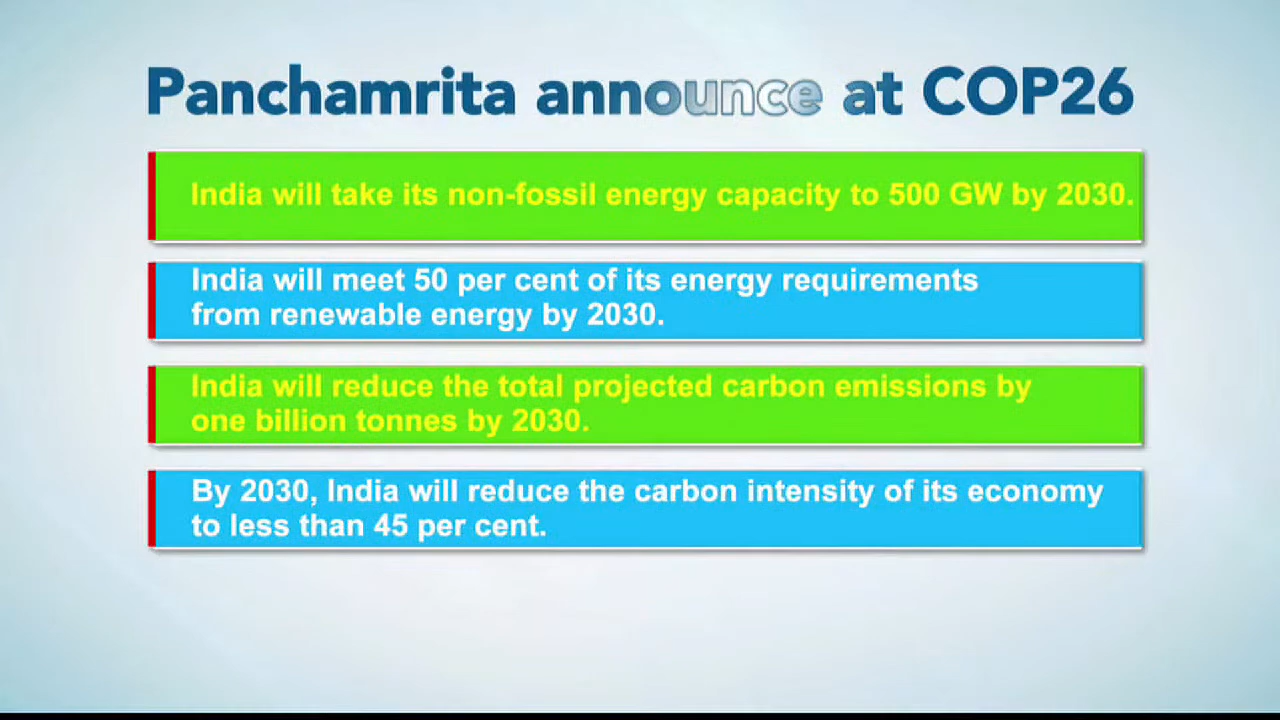 Panchamrita announce at COP26
India will take its non-fossil energy capacity to 500 GW by 2030.
India will meet 50 per cent of its energy requirements
from renewable energy by 2030.
India will reduce the total projected carbon emissions by
one billion tonnes by 2030.
By 2030, India will reduce the carbon intensity of its economy
to less than 45 per cent.